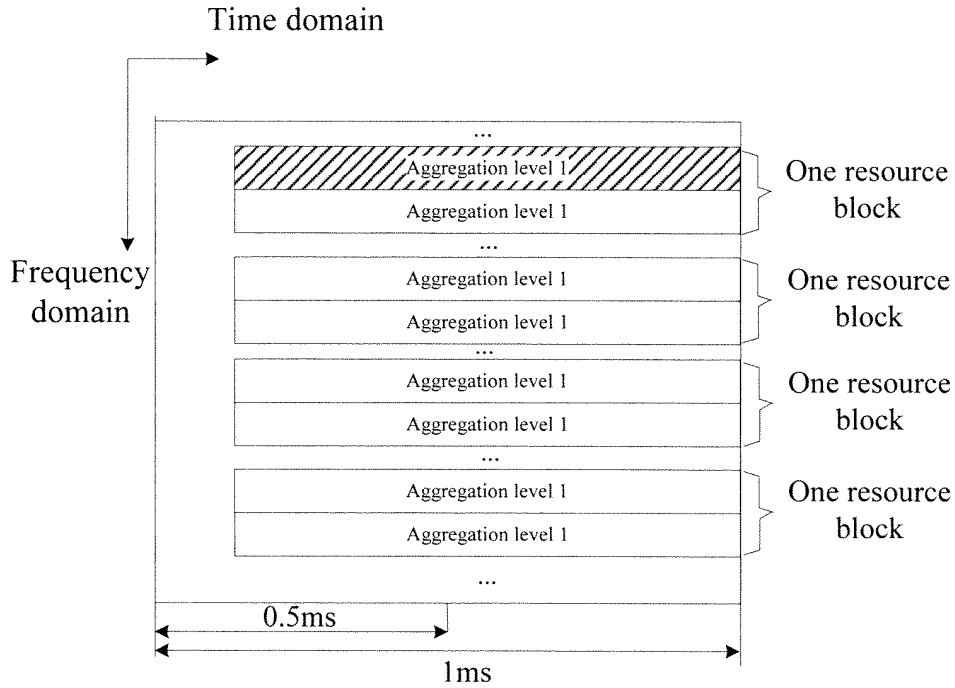 Time domain
...
Aggregation level 1
One resource
block
Aggregation level 1
...
Frequency
domain
Aggregation level 1
One resource
block
Aggregation level 1
...
Aggregation level 1
One resource
block
Aggregation level 1
...
Aggregation level 1
One resource
block
Aggregation level 1
...
0.5ms
1ms